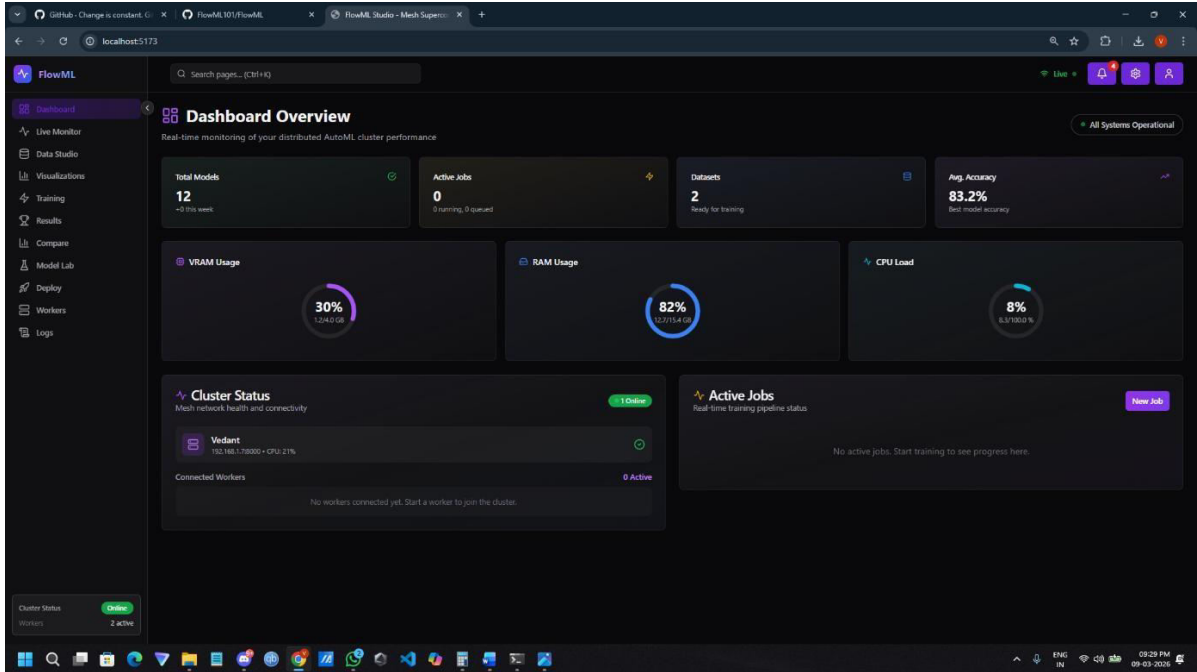 GitHub - Change is constant. Gi
FlowML101/FlowML
FlowML Studio - Mesh Superco
localhost:5173
FlowML
Search pages... (Ctrl+K)
Live
4
Dashboard
Live Monitor
Data Studio
Visualizations
Training
Results
Compare
Model Lab
Deploy
Workers
Logs
Dashboard Overview
Real-time monitoring of your distributed AutoML cluster performance
All Systems Operational
Total Models
12
+0 this week
Active Jobs
0
0 running, 0 queued
Datasets
2
Ready for training
Avg. Accuracy
83.2%
Best model accuracy
VRAM Usage
30%
1.2/4.0 GB
RAM Usage
82%
12.7/15.4 GB
CPU Load
8%
8.3/100.0 %
Cluster Status
Mesh network health and connectivity
1 Online
Vedant
192.168.1.7:8000 • CPU: 21%
Connected Workers
0 Active
No workers connected yet. Start a worker to join the cluster.
Active Jobs
Real-time training pipeline status
New Job
No active jobs. Start training to see progress here.
Cluster Status
Online
Workers
2 active
ENG
IN
09:29 PM
09-03-2026